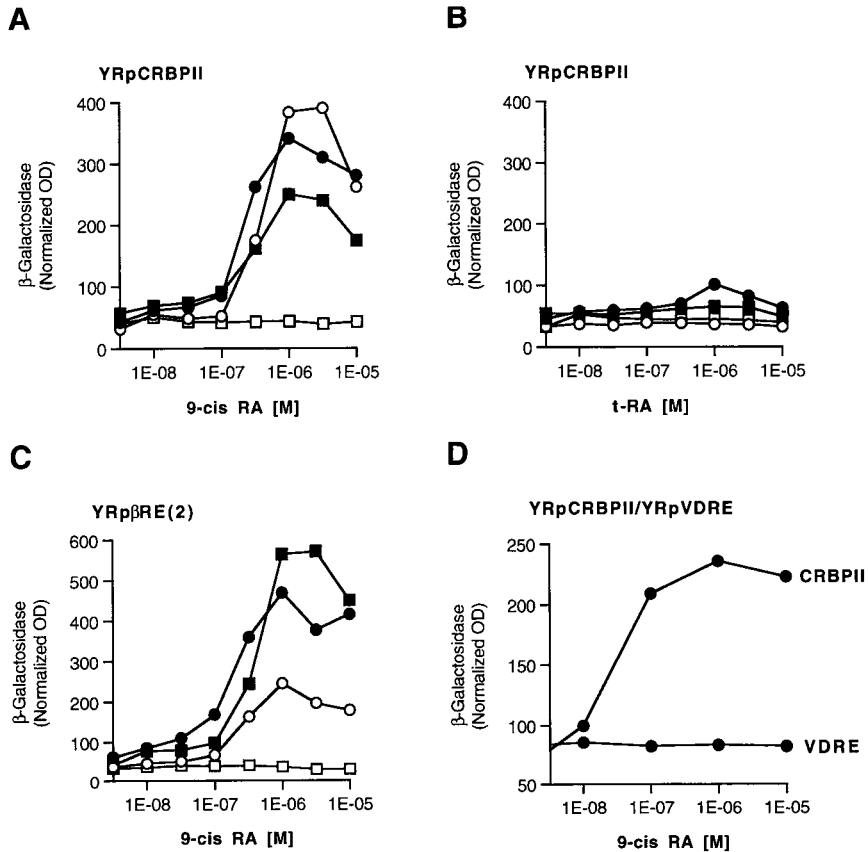 A
YRpCRBPII
400
300
200
100
0
β-Galactosidase
(Normalized OD)
1E-08 1E-07 1E-06 1E-05
9-cis RA [M]
B
YRpCRBPII
400
300
200
100
0
β-Galactosidase
(Normalized OD)
1E-08 1E-07 1E-06 1E-05
t-RA [M]
C
YRpβRE(2)
600
500
400
300
200
100
0
β-Galactosidase
(Normalized OD)
1E-08 1E-07 1E-06 1E-05
9-cis RA [M]
D
YRpCRBPII/YRpVDRE
250
200
150
100
50
β-Galactosidase
(Normalized OD)
CRBPII
VDRE
1E-08 1E-07 1E-06 1E-05
9-cis RA [M]